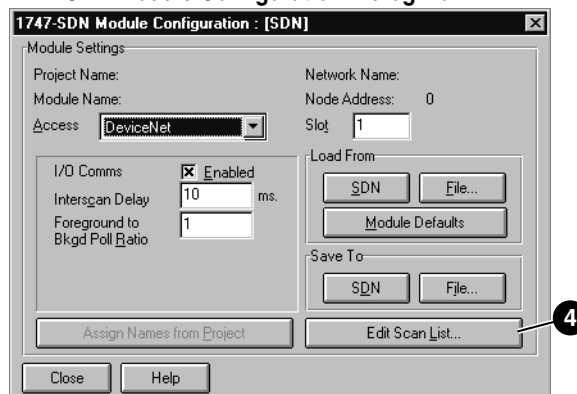 1747-SDN Module Configuration : [SDN]
Module Settings
Project Name:
Network Name:
Module Name:
Node Address: 0
Access DeviceNet
Slot 1
I/O Comms Enabled
Interscan Delay 10 ms.
Foreground to
Bkgd Poll Ratio 1
Load From
SDN File...
Module Defaults
Save To
SDN File...
Assign Names from Project
Edit Scan List...
4
Close Help